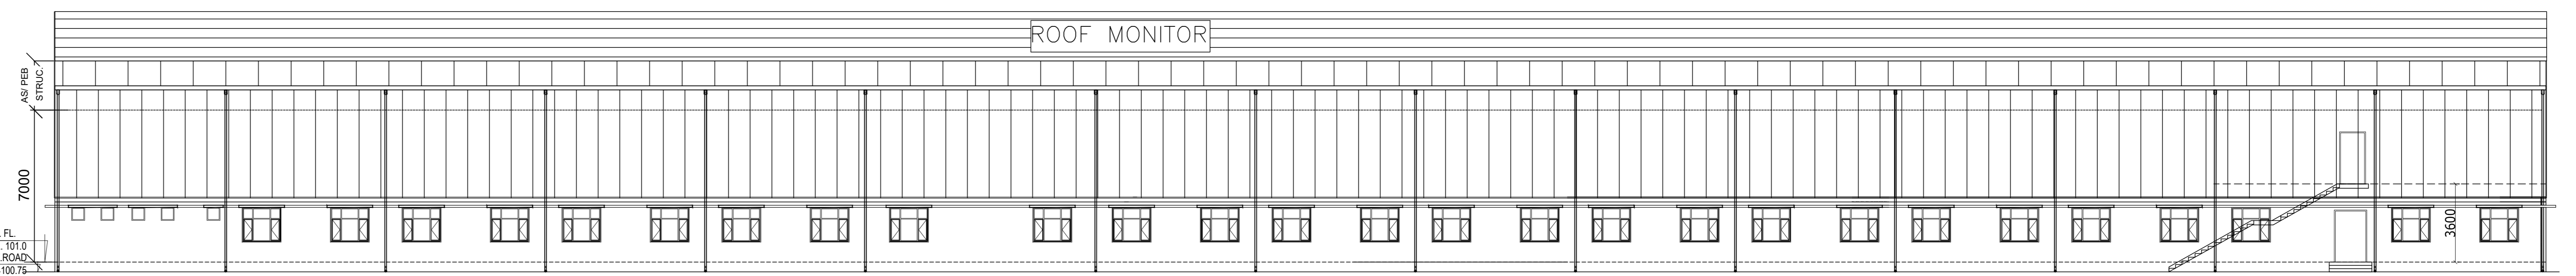 ROOF MONITOR
AS/ PEB
STRUC.
7000
FL.
101.0
ROAD
100.75
3600